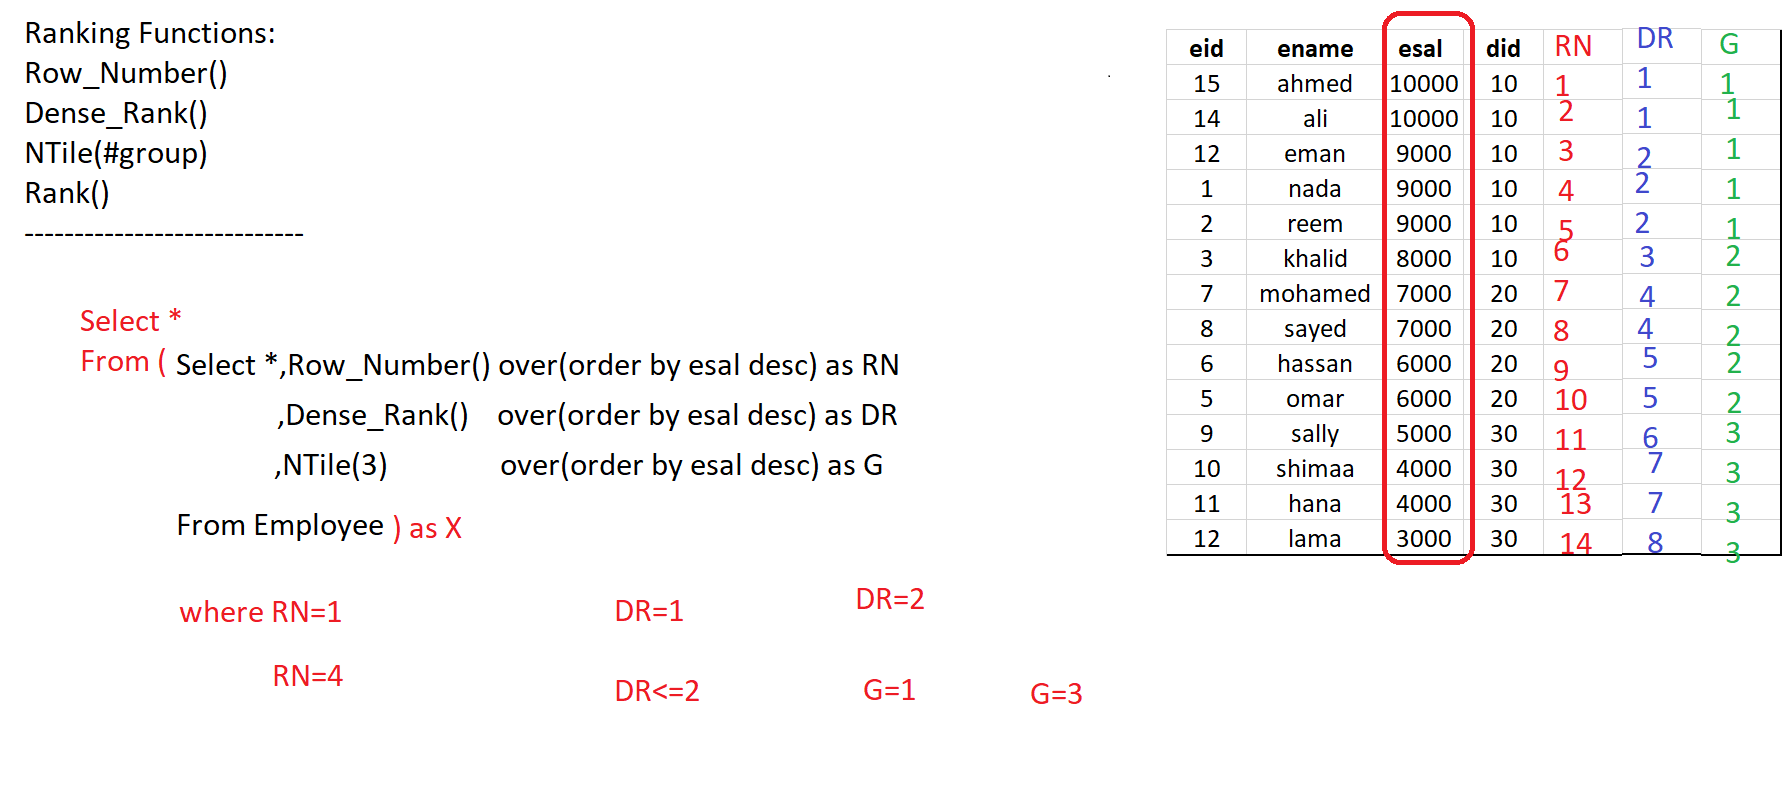 Ranking Functions:
Row_Number()
Dense_Rank()
NTile(#group)
Rank()
----------------------------
Select *
From ( Select *,Row_Number() over(order by esal desc) as RN
,Dense_Rank() over(order by esal desc) as DR
,NTile(3) over(order by esal desc) as G
From Employee ) as X
where RN=1 DR=1 DR=2
RN=4 DR<=2 G=1 G=3
eid ename esal did RN DR G
15 ahmed 10000 10 1 1 1
14 ali 10000 10 2 1 1
12 eman 9000 10 3 2 1
1 nada 9000 10 4 2 1
2 reem 9000 10 5 2 1
3 khalid 8000 10 6 3 2
7 mohamed 7000 20 7 4 2
8 sayed 7000 20 8 4 2
6 hassan 6000 20 9 5 2
5 omar 6000 20 10 5 2
9 sally 5000 30 11 6 3
10 shimaa 4000 30 12 7 3
11 hana 4000 30 13 7 3
12 lama 3000 30 14 8 3